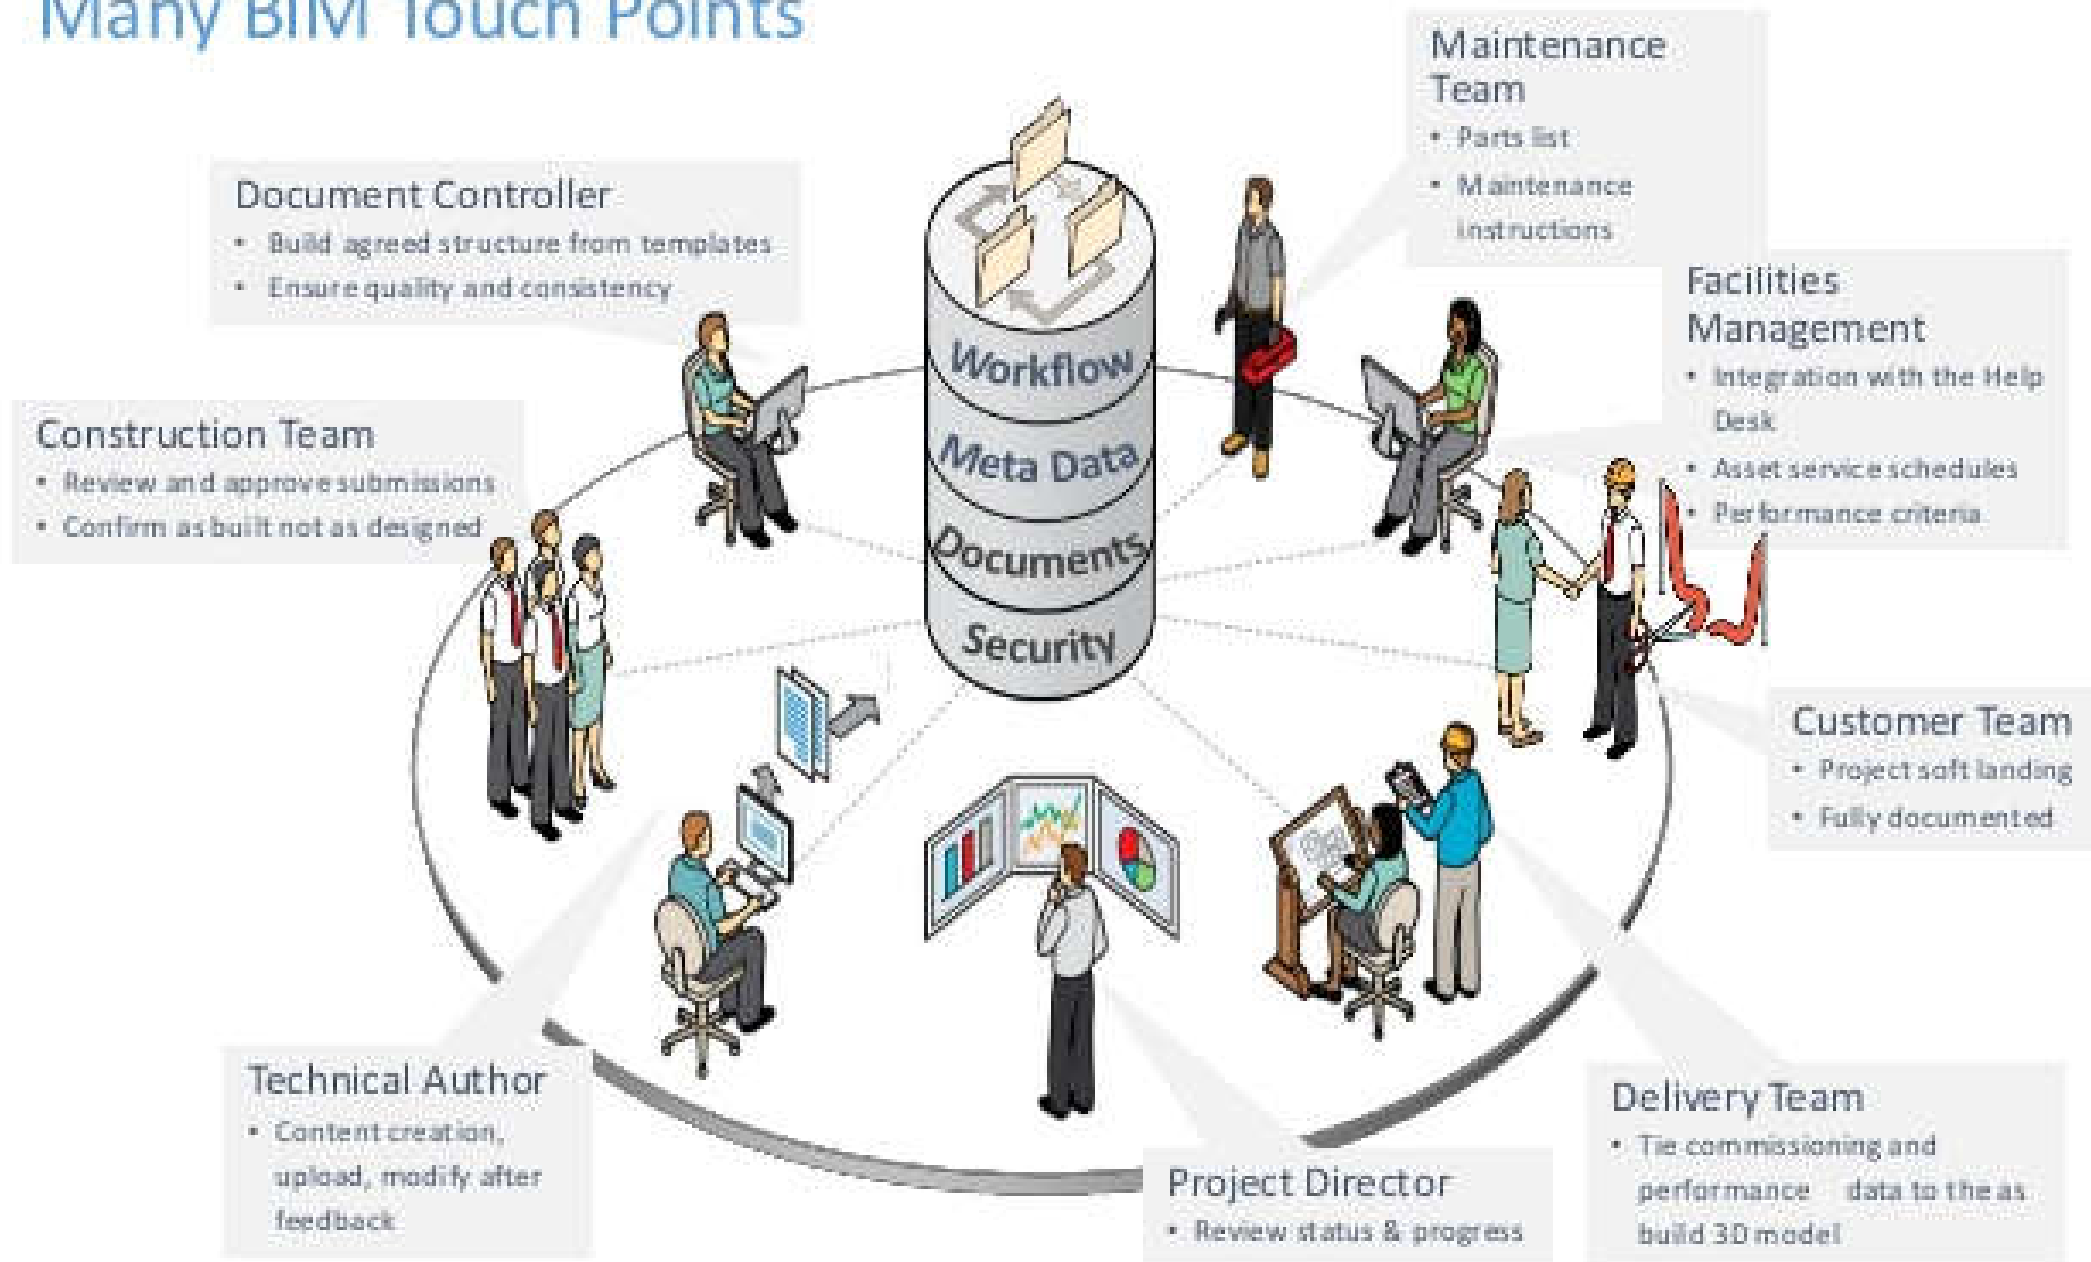 Many BIM Touch Points
Maintenance
Team
• Parts list
• Maintenance
instructions
Document Controller
• Build agreed structure from templates
• Ensure quality and consistency
Facilities
Management
• Integration with the Help
Desk
• Asset service schedules
• Performance criteria
Workflow
Meta Data
Documents
Security
Construction Team
• Review and approve submissions
• Confirm as built not as designed
Customer Team
• Project soft landing
• Fully documented
Technical Author
• Content creation,
upload, modify after
feedback
Project Director
• Review status & progress
Delivery Team
• Tie commissioning and
performance data to the as
build 3D model